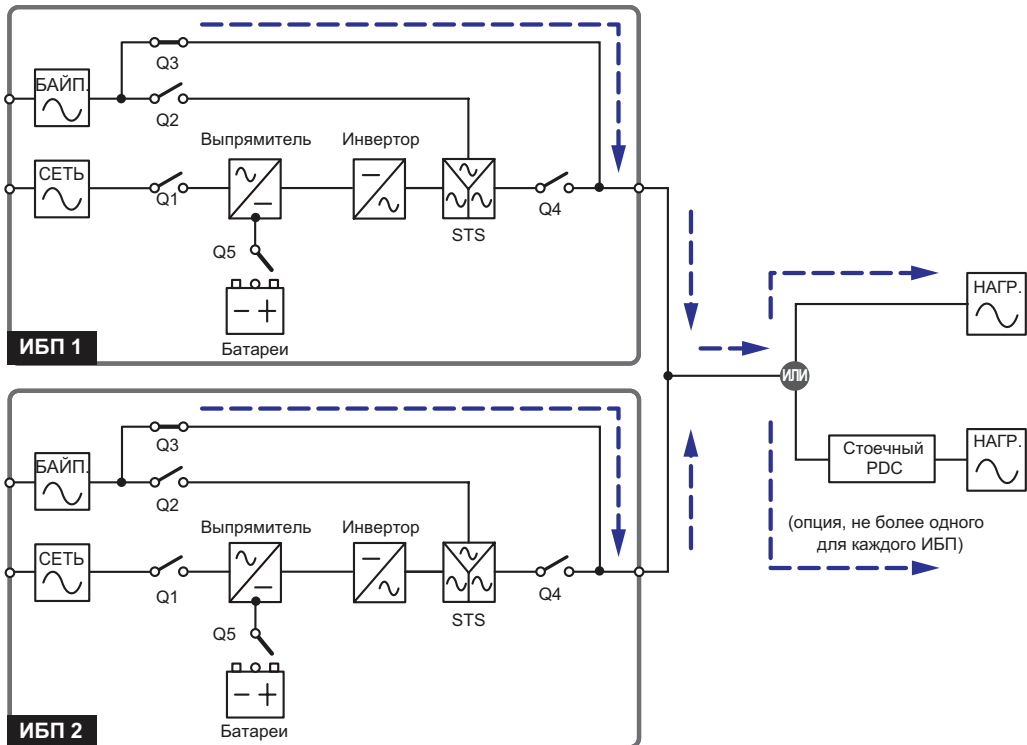 Q3
БАЙП.
Q2
Выпрямитель
Инвертор
СЕТЬ
Q1
STS
Q4
Q5
Батареи
ИБП 1
НАГР.
ИЛИ
Стоечный
PDC
НАГР.
(опция, не более одного
для каждого ИБП)
Q3
БАЙП.
Q2
Выпрямитель
Инвертор
СЕТЬ
Q1
STS
Q4
Q5
Батареи
ИБП 2